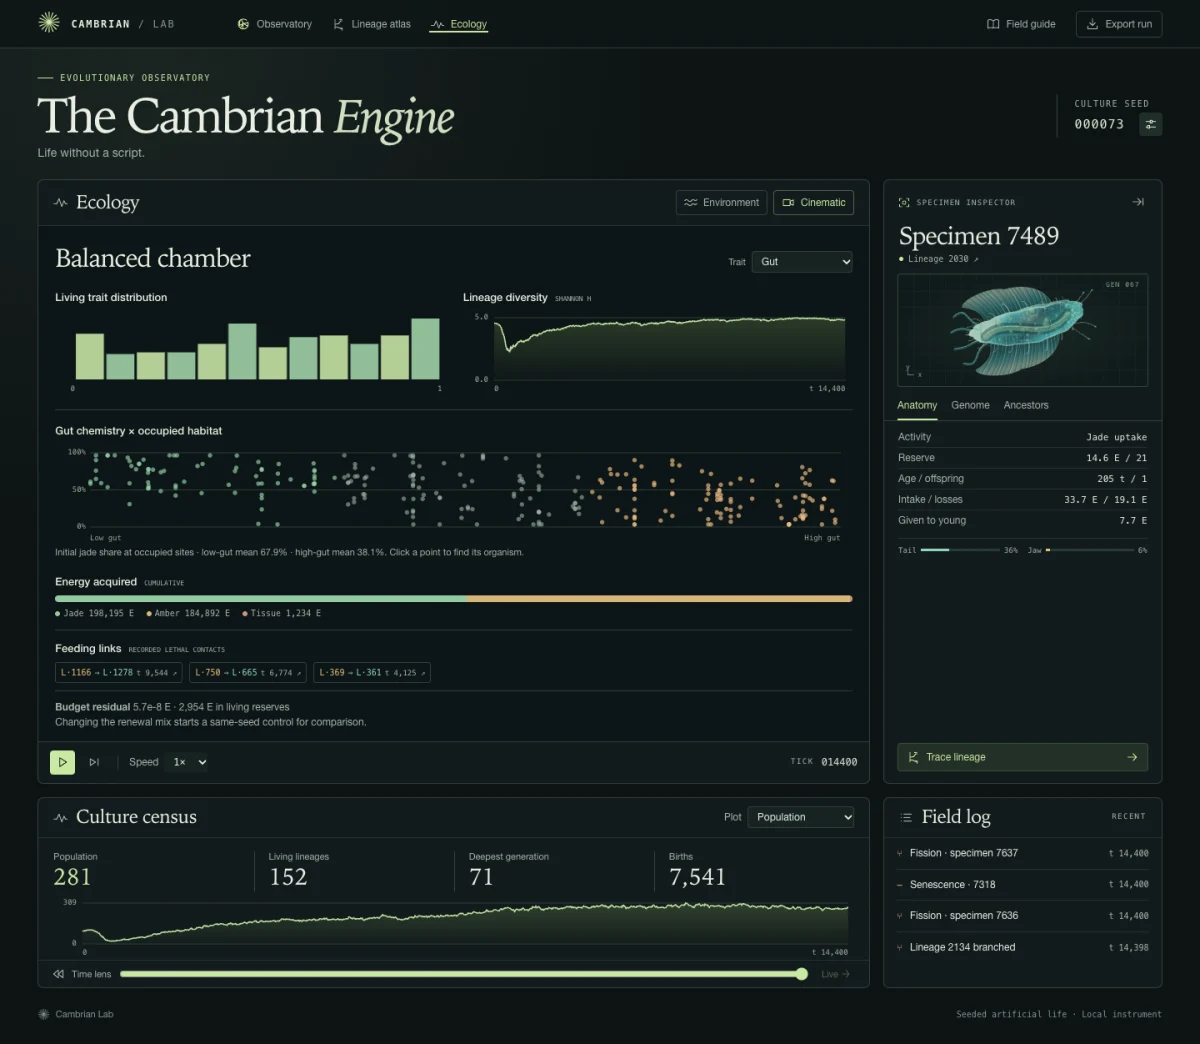 CAMBRIAN / LAB
Observatory
Lineage atlas
Ecology
Field guide
Export run
EVOLUTIONARY OBSERVATORY
The Cambrian Engine
Life without a script.
CULTURE SEED
000073
Ecology
Environment
Cinematic
Balanced chamber
Trait
Gut
Living trait distribution
0
1
Lineage diversity SHANNON H
5.0
0.0
0
t 14,400
Gut chemistry × occupied habitat
100%
50%
0%
Low gut
High gut
Initial jade share at occupied sites · low-gut mean 67.9% · high-gut mean 38.1%. Click a point to find its organism.
Energy acquired CUMULATIVE
Jade 198,195 E
Amber 184,892 E
Tissue 1,234 E
Feeding links RECORDED LETHAL CONTACTS
L·1166 → L·1278 t 9,544 ↗
L·750 → L·665 t 6,774 ↗
L·369 → L·361 t 4,125 ↗
Budget residual 5.7e-8 E · 2,954 E in living reserves
Changing the renewal mix starts a same-seed control for comparison.
Speed
1×
TICK 014400
SPECIMEN INSPECTOR
Specimen 7489
Lineage 2030 ↗
GEN 067
Y
X
Anatomy
Genome
Ancestors
Activity
Jade uptake
Reserve
14.6 E / 21
Age / offspring
205 t / 1
Intake / losses
33.7 E / 19.1 E
Given to young
7.7 E
Tail
36%
Jaw
6%
Trace lineage →
Culture census
Plot
Population
Population
281
Living lineages
152
Deepest generation
71
Births
7,541
309
0
0
t 14,400
Time lens
Live →
Field log
RECENT
Fission · specimen 7637
t 14,400
Senescence · 7318
t 14,400
Fission · specimen 7636
t 14,400
Lineage 2134 branched
t 14,398
Cambrian Lab
Seeded artificial life · Local instrument